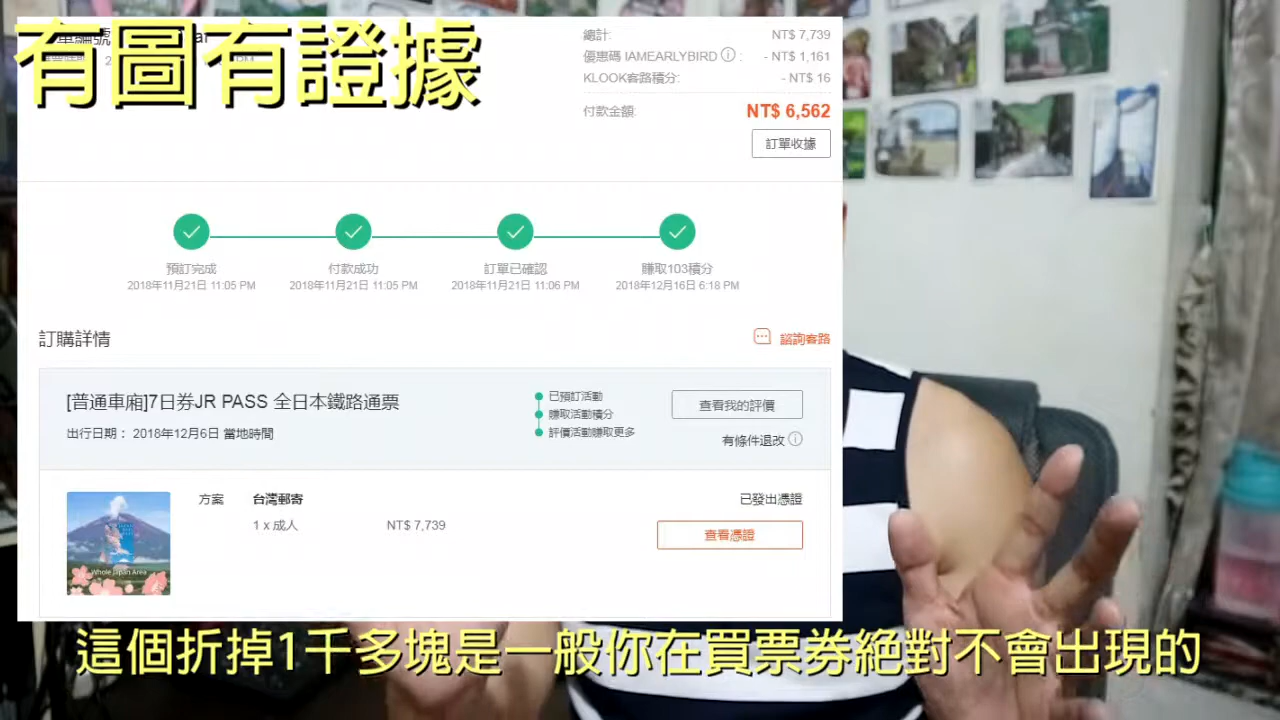 有圖有證據
總計: NT$ 7,739
優惠碼 IAMEARLYBIRD : - NT$ 1,161
KLOOK客路積分: - NT$ 16
付款金額: NT$ 6,562
訂單收據
預訂完成 付款成功 訂單已確認 賺取103積分
2018年11月21日 11:05 PM 2018年11月21日 11:05 PM 2018年11月21日 11:06 PM 2018年12月16日 6:18 PM
訂購詳情 諮詢客路
[普通車廂]7日券JR PASS 全日本鐵路通票
出行日期： 2018年12月6日 當地時間
已預訂活動
賺取活動積分
評價活動賺取更多
查看我的評價
有條件退改
方案 台灣郵寄 已發出憑證
1 x 成人 NT$ 7,739
查看憑證
Whole Japan Area
這個折掉1千多塊是一般你在買票券絕對不會出現的